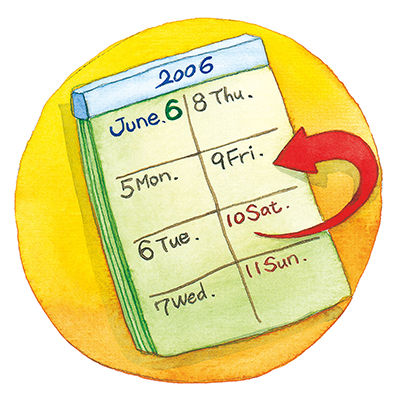 2006
June. 6
5 Mon.
6 Tue.
7 Wed.
8 Thu.
9 Fri.
10 Sat.
11 Sun.